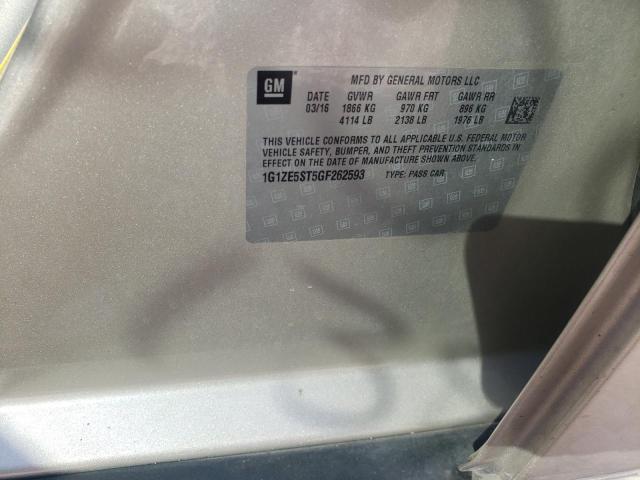 GM ® MFD BY GENERAL MOTORS LLC
DATE GVWR GAWR FRT GAWR RR
03/16 1866 KG 970 KG 896 KG
4114 LB 2138 LB 1976 LB
THIS VEHICLE CONFORMS TO ALL APPLICABLE U.S. FEDERAL MOTOR
VEHICLE SAFETY, BUMPER, AND THEFT PREVENTION STANDARDS IN
EFFECT ON THE DATE OF MANUFACTURE SHOWN ABOVE.
1G1ZE5ST5GF262593 TYPE: PASS CAR